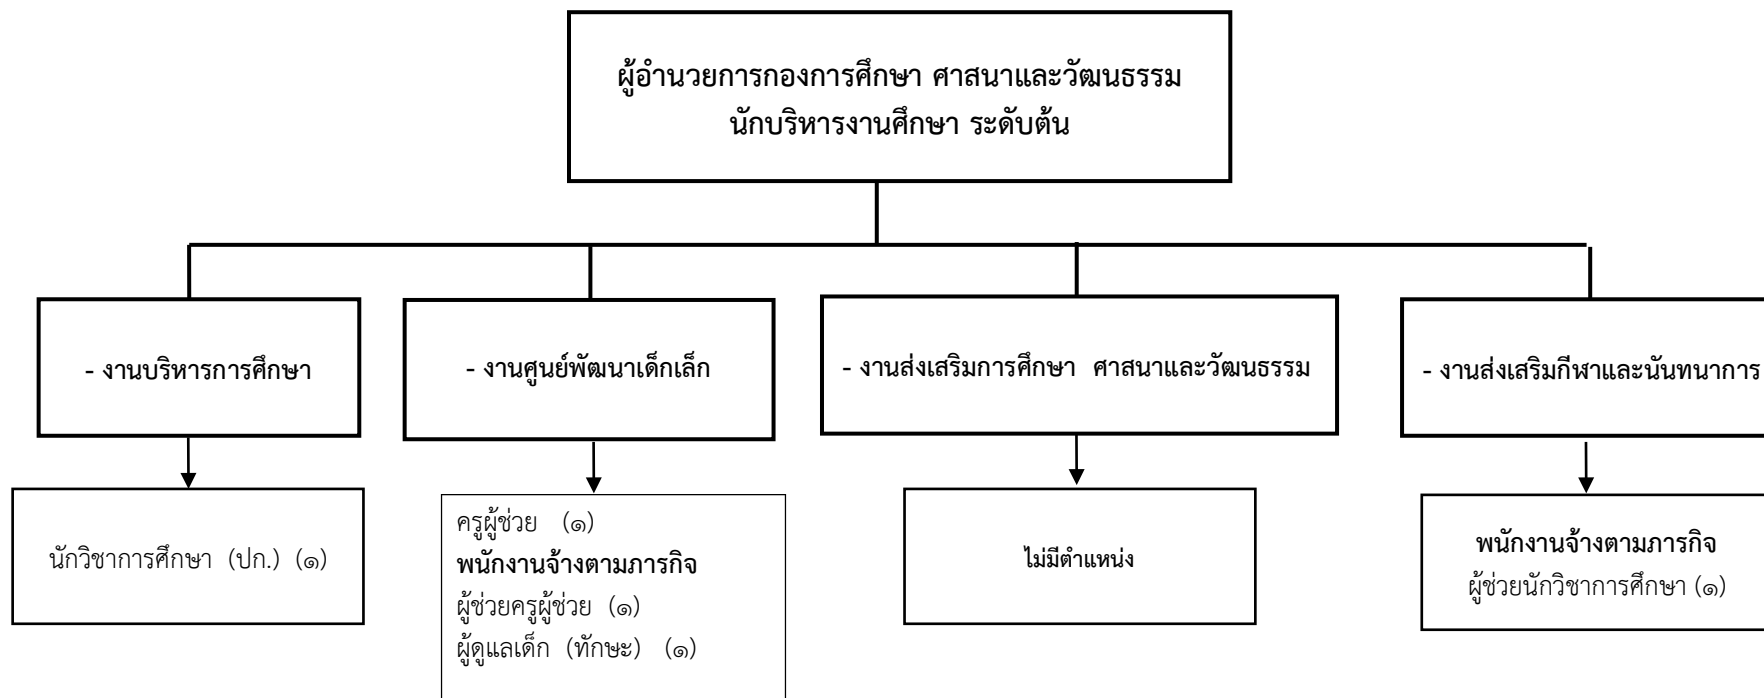 ผู้อำนวยการกองการศึกษา ศาสนาและวัฒนธรรม
นักบริหารงานศึกษา ระดับต้น
- งานบริหารการศึกษา
- งานศูนย์พัฒนาเด็กเล็ก
- งานส่งเสริมการศึกษา ศาสนาและวัฒนธรรม
- งานส่งเสริมกีฬาและนันทนาการ
นักวิชาการศึกษา (ปก.) (๑)
ครูผู้ช่วย (๑)
พนักงานจ้างตามภารกิจ
ผู้ช่วยครูผู้ช่วย (๑)
ผู้ดูแลเด็ก (ทักษะ) (๑)
ไม่มีตำแหน่ง
พนักงานจ้างตามภารกิจ
ผู้ช่วยนักวิชาการศึกษา (๑)